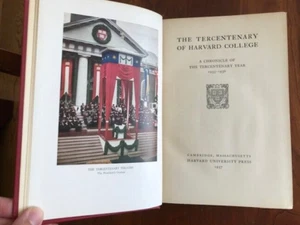 THE TERCENTENARY THEATRE
THE TERCENTENARY
OF HARVARD COLLEGE
A CHRONICLE OF
THE TERCENTENARY YEAR
1935-1936
CAMBRIDGE, MASSACHUSETTS
HARVARD UNIVERSITY PRESS
1937